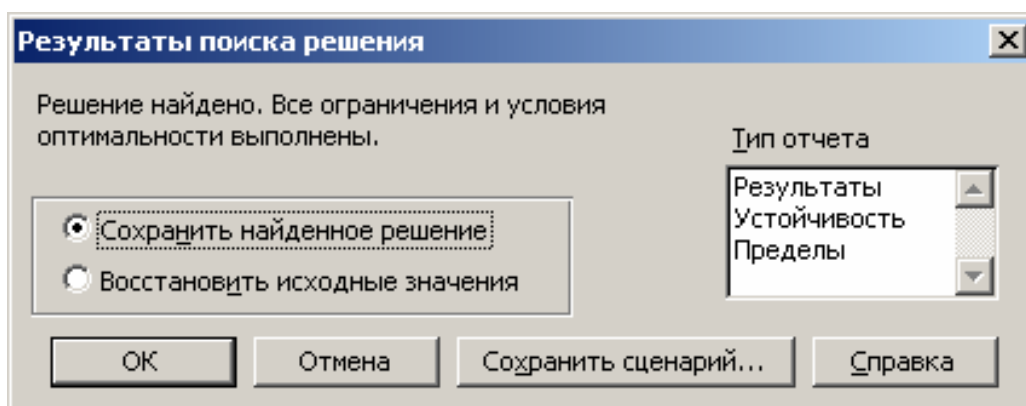 Результаты поиска решения
Решение найдено. Все ограничения и условия
оптимальности выполнены.
Тип отчета
Результаты
Устойчивость
Пределы
Сохранить найденное решение
Восстановить исходные значения
ОК
Отмена
Сохранить сценарий...
Справка